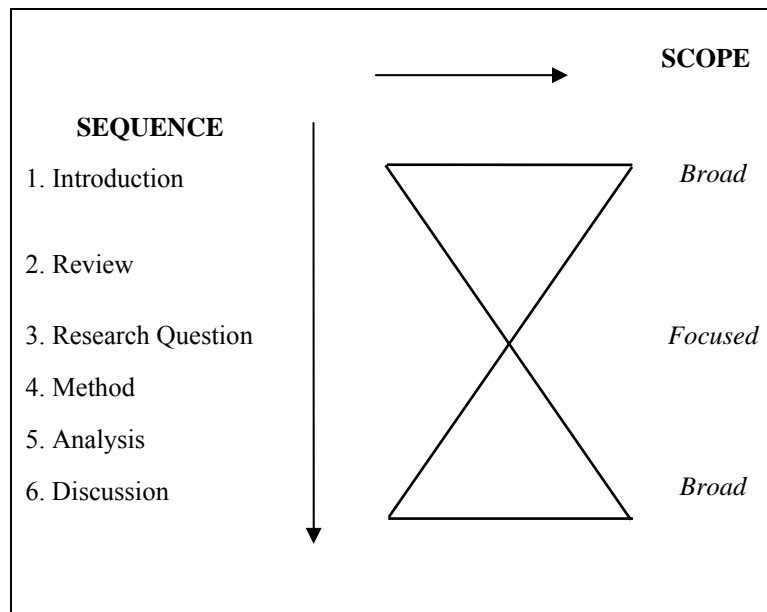 SCOPE
SEQUENCE
1. Introduction
Broad
2. Review
3. Research Question
Focused
4. Method
5. Analysis
6. Discussion
Broad